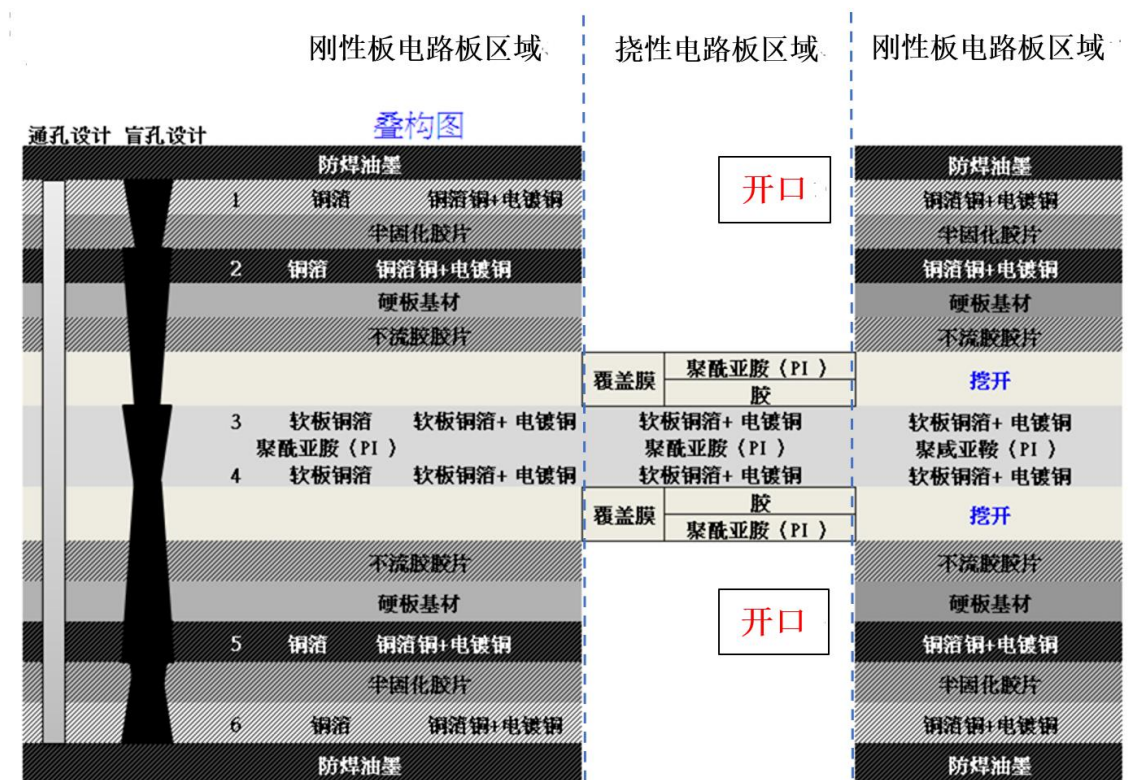 刚性板电路板区域 挠性电路板区域 刚性板电路板区域
叠构图
通孔设计 盲孔设计
防焊油墨 防焊油墨
开口
1 铜箔 铜箔铜+电镀铜 铜箔铜+电镀铜
半固化胶片 半固化胶片
2 铜箔 铜箔铜+电镀铜 铜箔铜+电镀铜
硬板基材 硬板基材
不流胶胶片 不流胶胶片
覆盖膜 聚酰亚胺（PI ） 挖开
胶
3 软板铜箔 软板铜箔+ 电镀铜 软板铜箔+ 电镀铜 软板铜箔+ 电镀铜
聚酰亚胺（PI ） 聚酰亚胺（PI ） 聚咸亚鞍（PI ）
4 软板铜箔 软板铜箔+ 电镀铜 软板铜箔+ 电镀铜 软板铜箔+ 电镀铜
覆盖膜 胶 挖开
聚酰亚胺（PI ）
不流胶胶片 不流胶胶片
硬板基材 硬板基材
开口
5 铜箔 铜箔铜+电镀铜 铜箔铜+电镀铜
半固化胶片 半固化胶片
6 铜箔 铜箔铜+电镀铜 铜箔铜+电镀铜
防焊油墨 防焊油墨